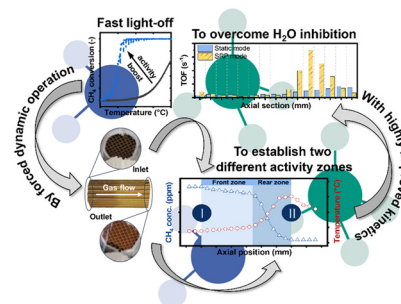 Fast light-off
CH₄ conversion (-)
activity
boost
Temperature (°C)
To overcome H₂O inhibition
TOF (s⁻¹)
Static mode
SRP mode
Axial section (mm)
By forced dynamic operation
Inlet
Gas flow
Outlet
To establish two
different activity zones
Front zone
Rear zone
I
II
CH₄ conc. (ppm)
Temperature (°C)
Axial position (mm)
With highly
kinetics